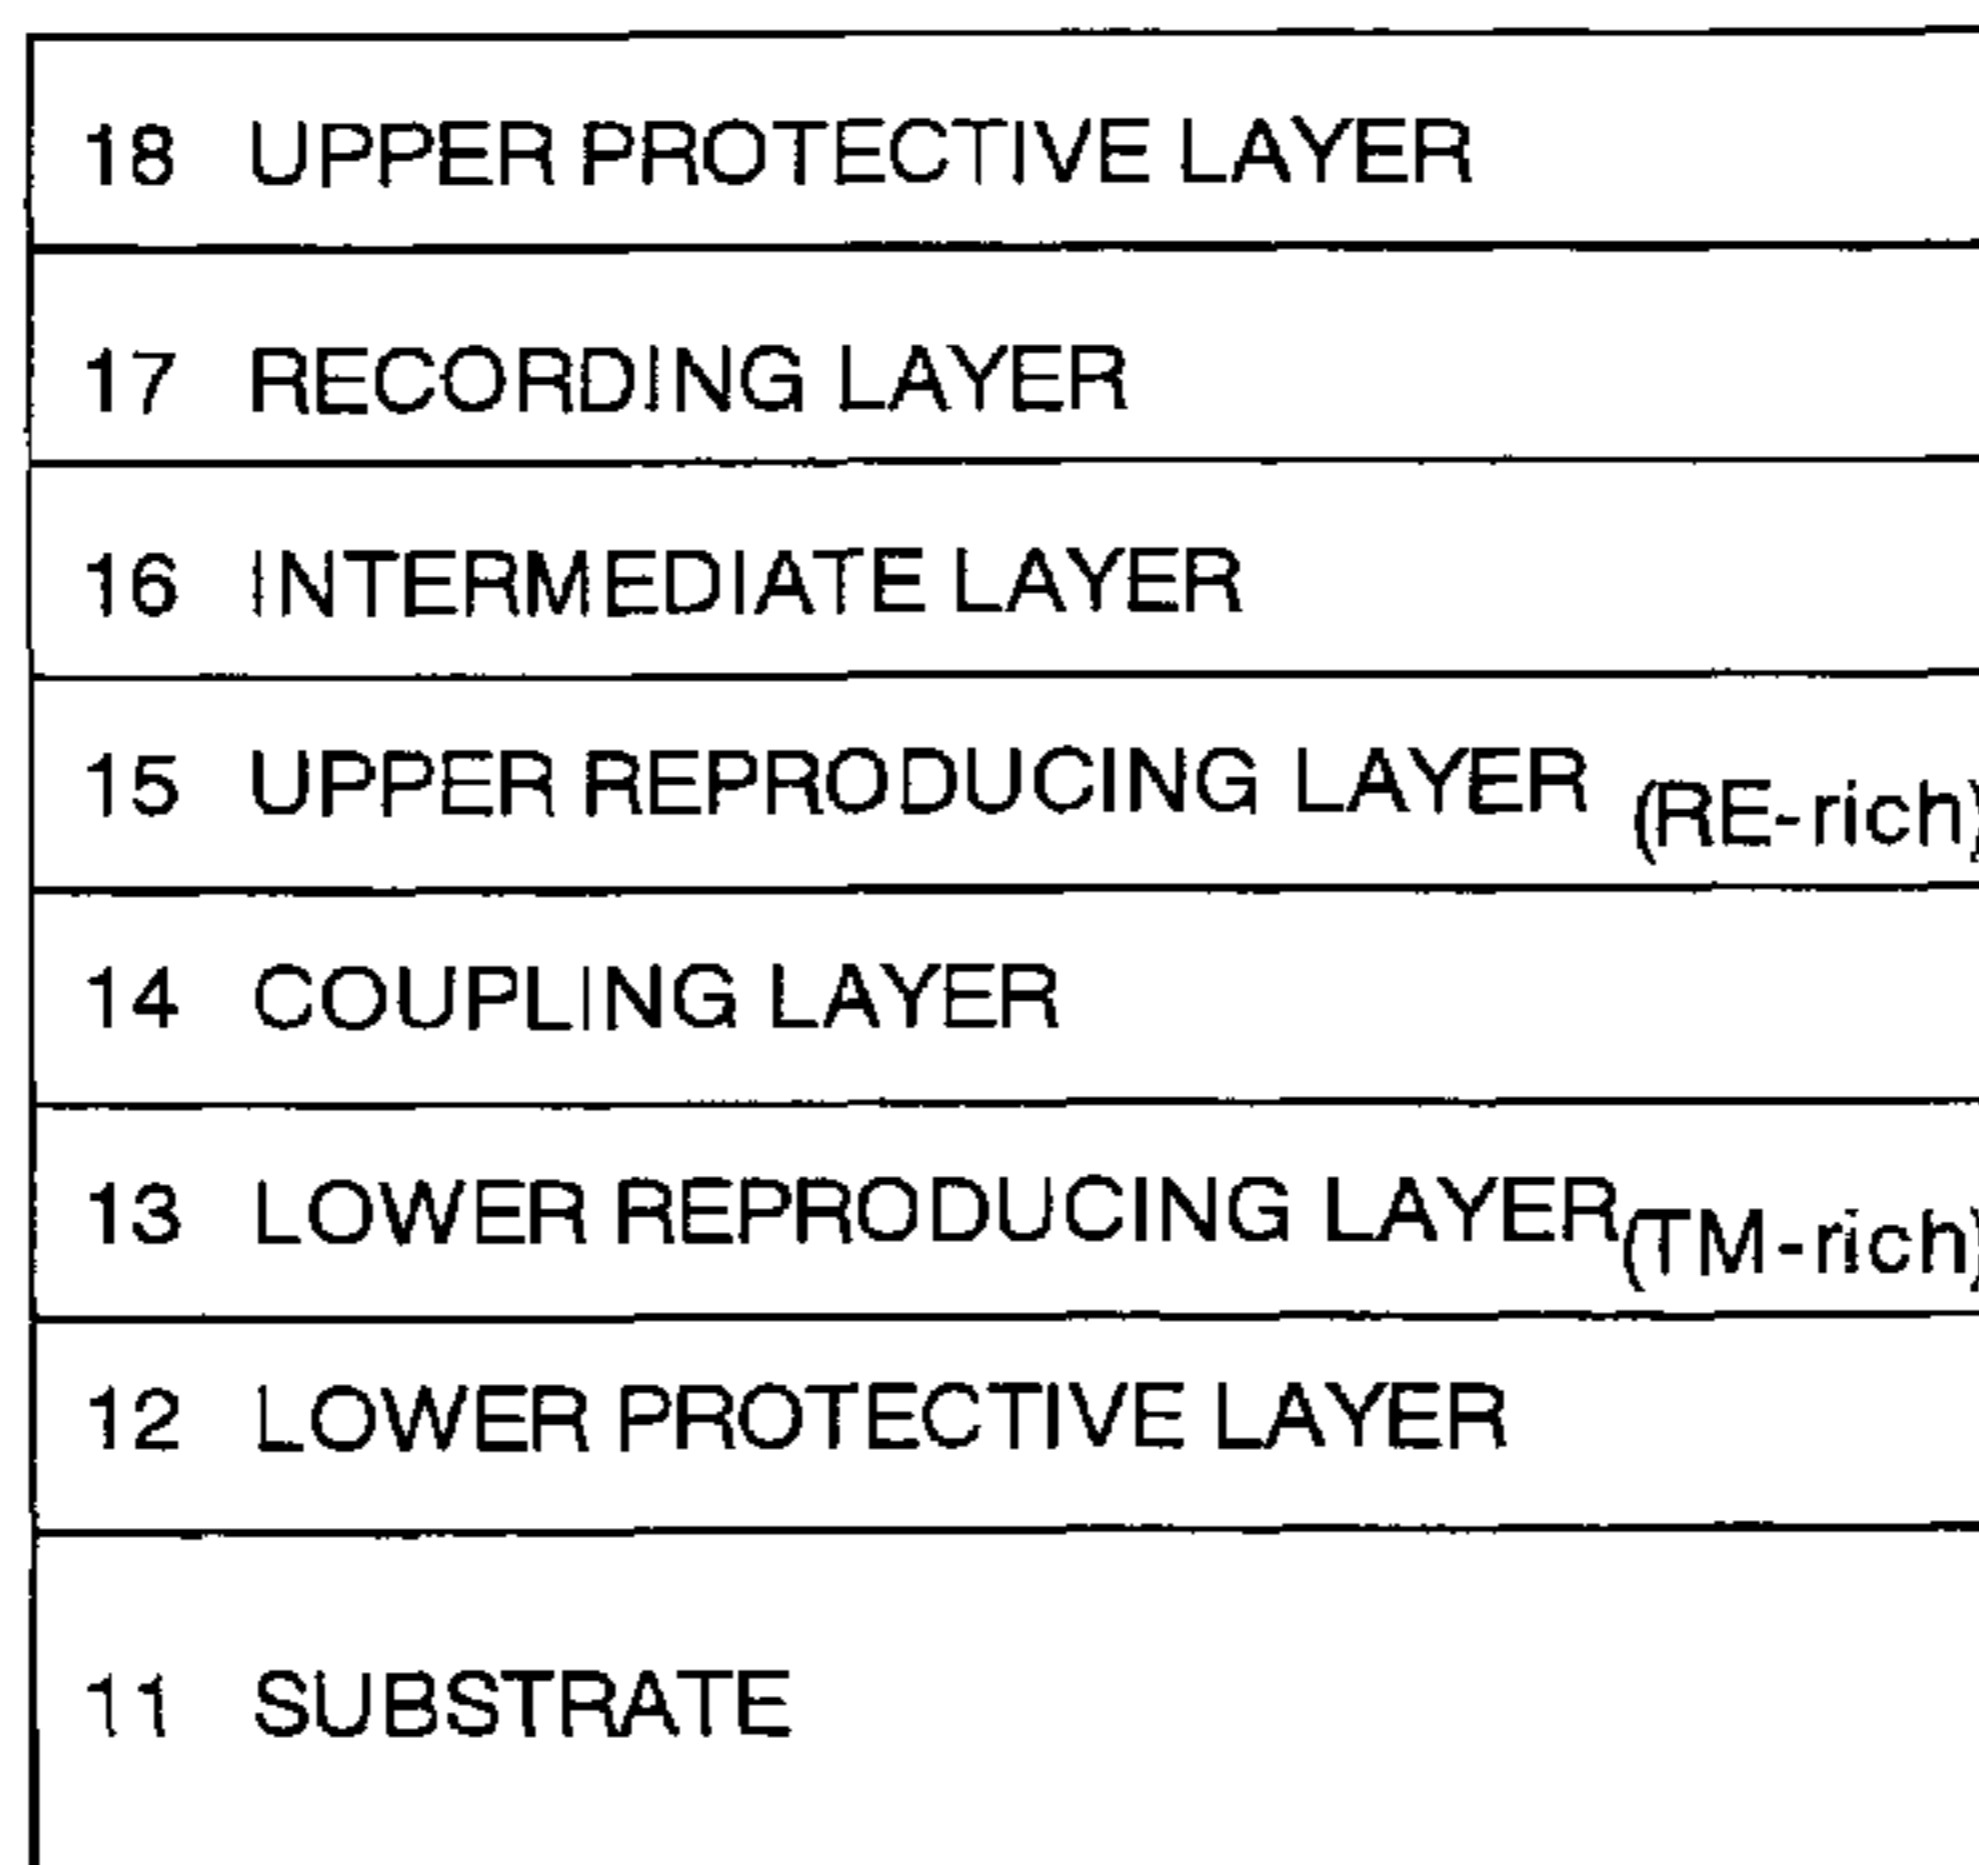 18 UPPER PROTECTIVE LAYER
17 RECORDING LAYER
16 INTERMEDIATE LAYER
15 UPPER REPRODUCING LAYER (RE-rich)
14 COUPLING LAYER
13 LOWER REPRODUCING LAYER (TM-rich)
12 LOWER PROTECTIVE LAYER
11 SUBSTRATE